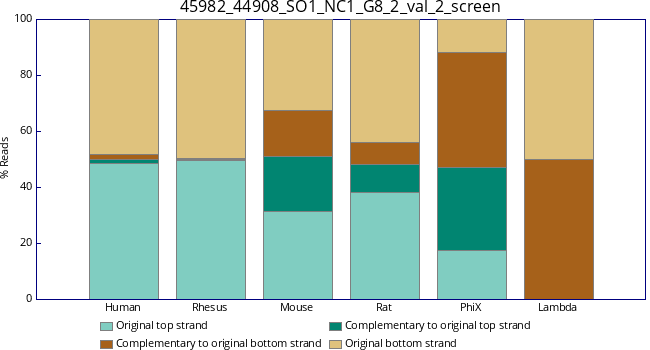 45982_44908_SO1_NC1_G8_2_val_2_screen
100
80
60
40
20
0
% Reads
Human Rhesus Mouse Rat PhiX Lambda
Original top strand Complementary to original top strand
Complementary to original bottom strand Original bottom strand